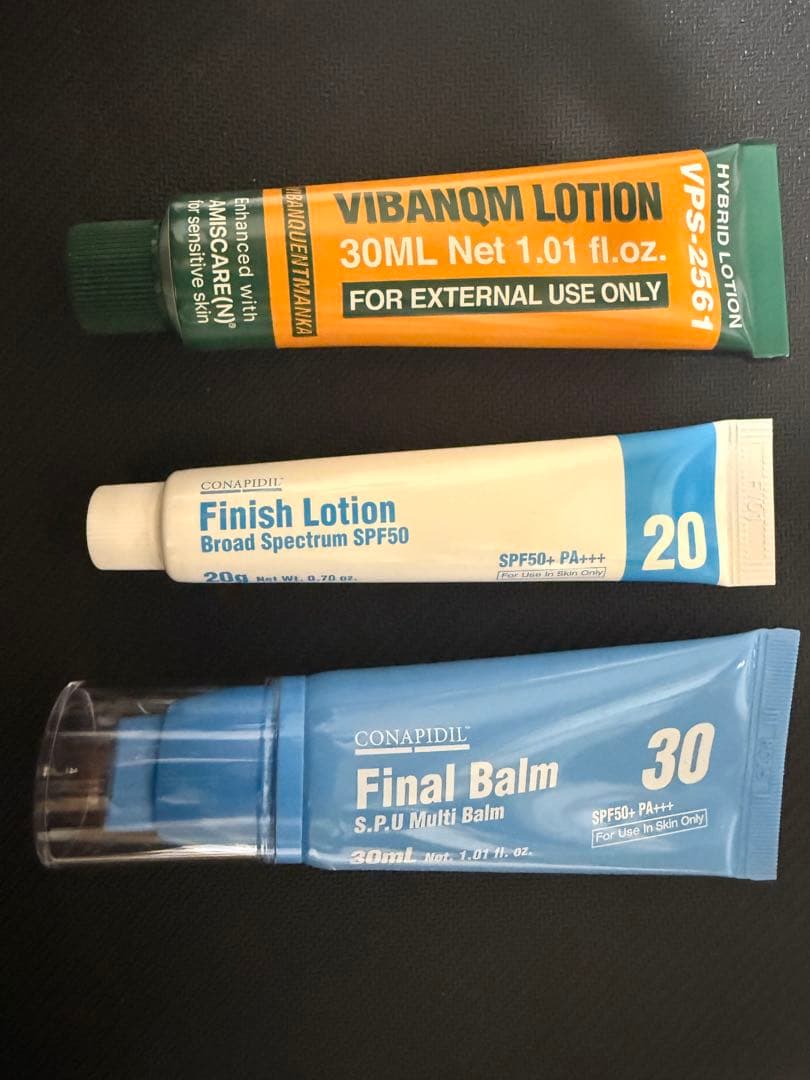 Enhanced with
AMISCARE(N)®
for sensitive skin
VIBANQUENTMANKA
VIBANQM LOTION
30ML Net 1.01 fl.oz.
FOR EXTERNAL USE ONLY
VPS-2561
HYBRID LOTION
CONAPIDIL™
Finish Lotion
Broad Spectrum SPF50
20g Net Wt. 0.70 oz.
SPF50+ PA+++
For Use In Skin Only
20
CONAPIDIL™
Final Balm
S.P.U Multi Balm
30mL Net. 1.01 fl. oz.
30
SPF50+ PA+++
For Use In Skin Only